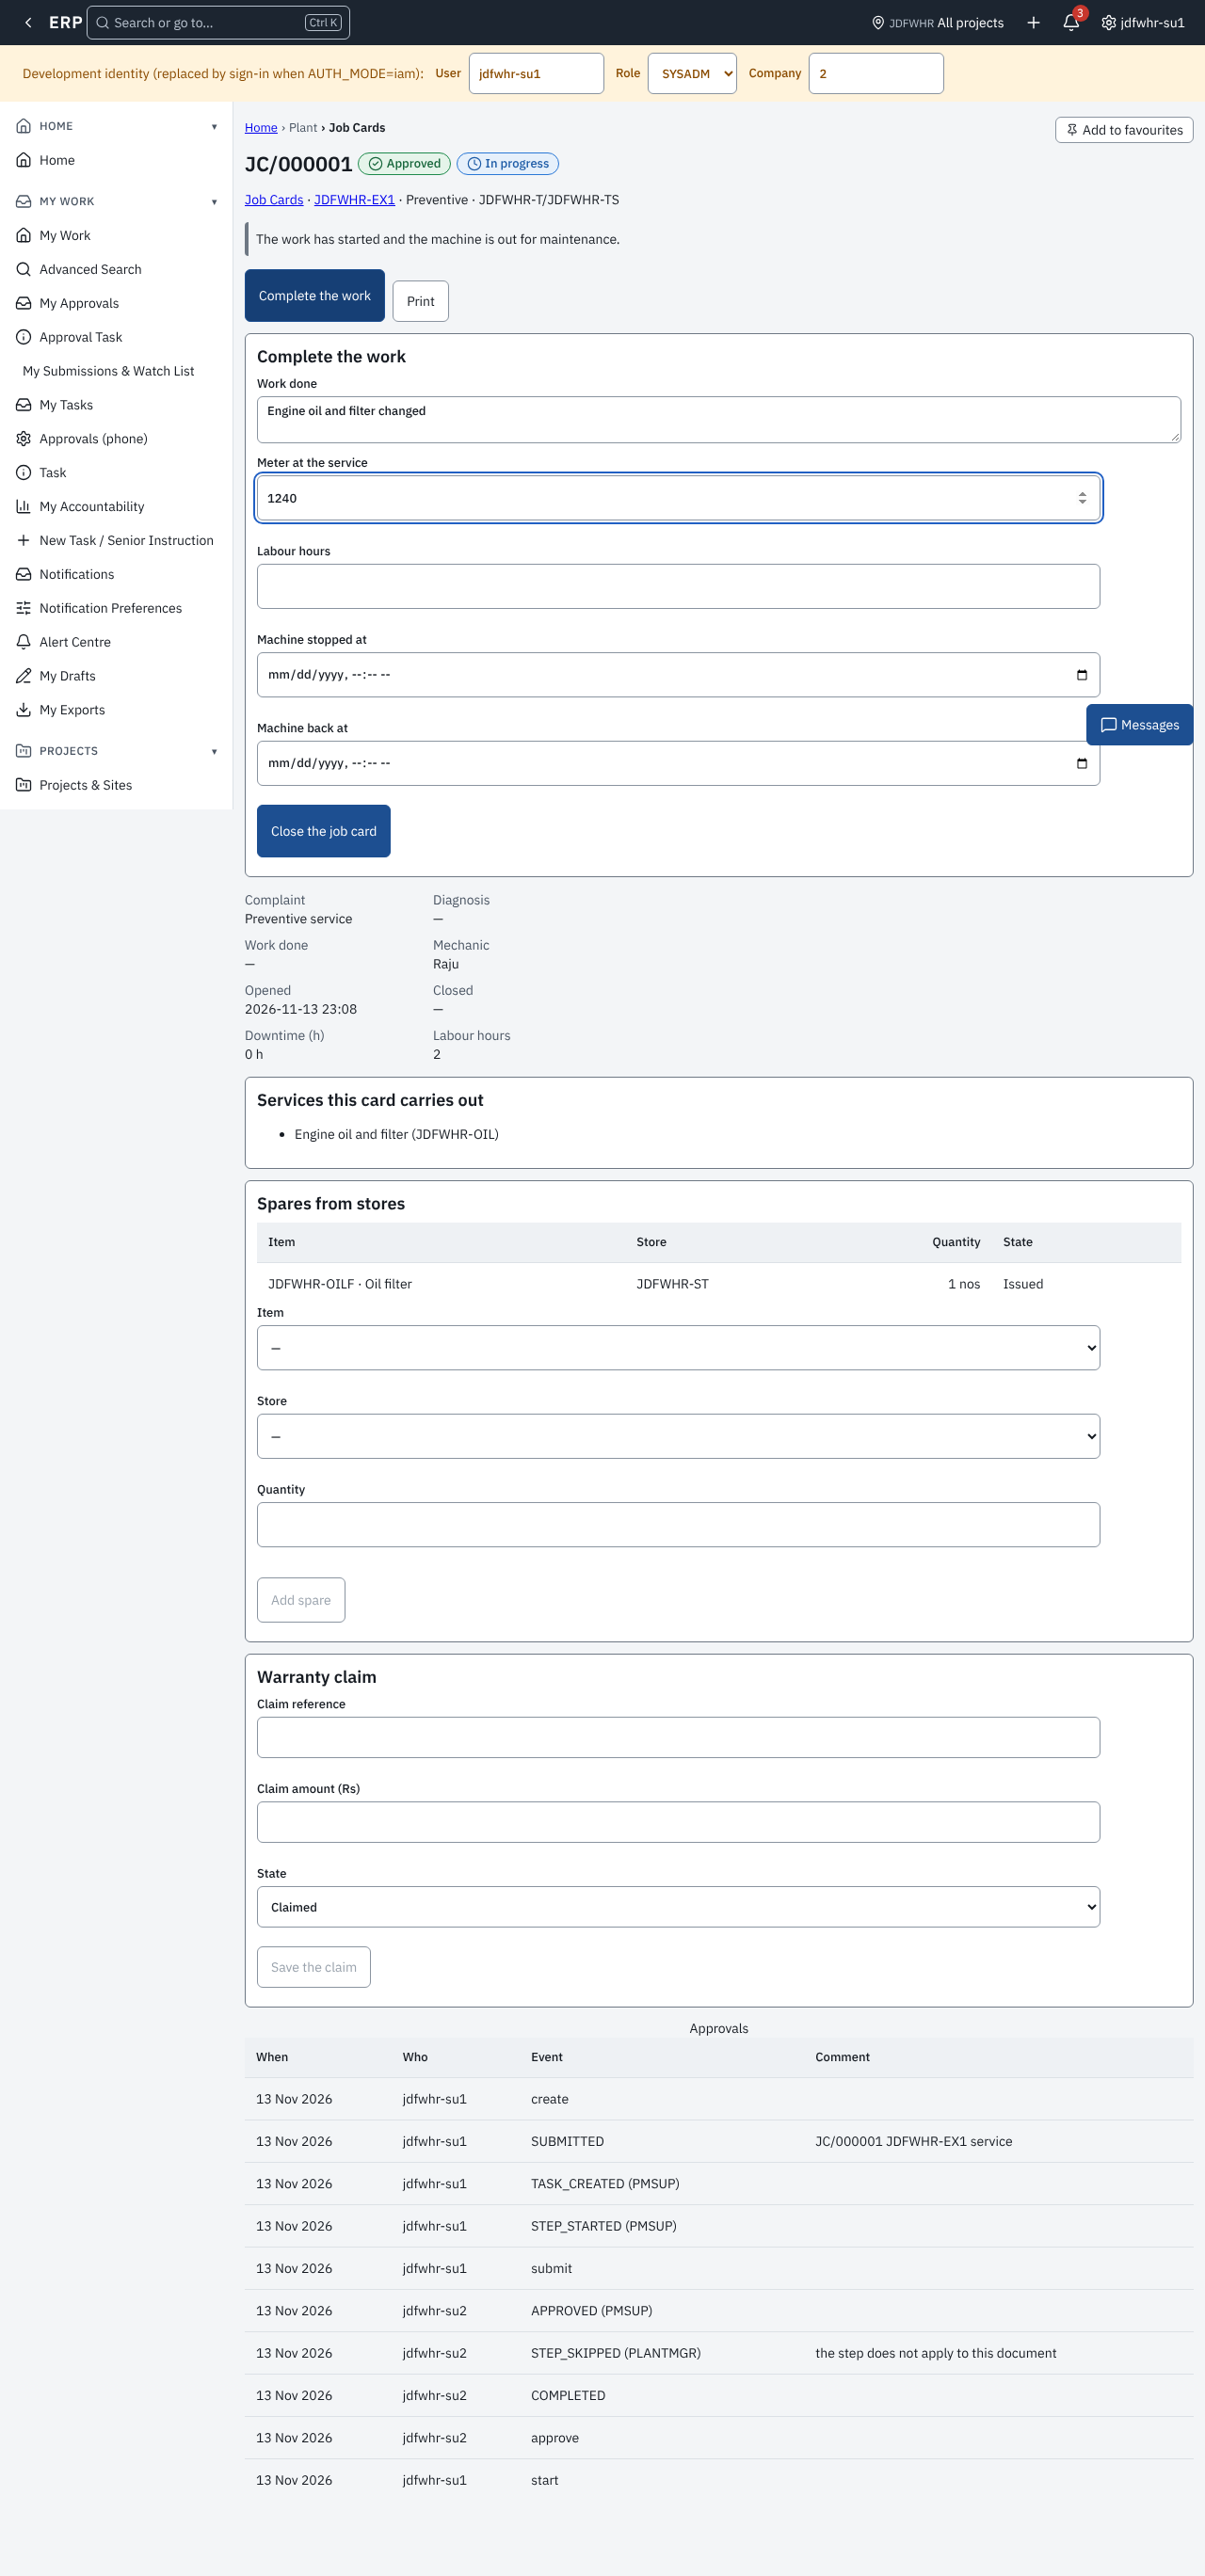 ERP Search or go to... Ctrl K JDFWHR All projects 3 jdfwhr-su1
Development identity (replaced by sign-in when AUTH_MODE=iam): User jdfwhr-su1 Role SYSADM Company 2
HOME
Home
MY WORK
My Work
Advanced Search
My Approvals
Approval Task
My Submissions & Watch List
My Tasks
Approvals (phone)
Task
My Accountability
New Task / Senior Instruction
Notifications
Notification Preferences
Alert Centre
My Drafts
My Exports
PROJECTS
Projects & Sites
Home › Plant › Job Cards
Add to favourites
JC/000001 Approved In progress
Job Cards · JDFWHR-EX1 · Preventive · JDFWHR-T/JDFWHR-TS
The work has started and the machine is out for maintenance.
Complete the work Print
Complete the work
Work done
Engine oil and filter changed
Meter at the service
1240
Labour hours
Machine stopped at
mm/dd/yyyy, --:-- --
Messages
Machine back at
mm/dd/yyyy, --:-- --
Close the job card
Complaint Diagnosis
Preventive service —
Work done Mechanic
— Raju
Opened Closed
2026-11-13 23:08 —
Downtime (h) Labour hours
0 h 2
Services this card carries out
• Engine oil and filter (JDFWHR-OIL)
Spares from stores
Item Store Quantity State
JDFWHR-OILF · Oil filter JDFWHR-ST 1 nos Issued
Item
—
Store
—
Quantity
Add spare
Warranty claim
Claim reference
Claim amount (Rs)
State
Claimed
Save the claim
Approvals
When Who Event Comment
13 Nov 2026 jdfwhr-su1 create
13 Nov 2026 jdfwhr-su1 SUBMITTED JC/000001 JDFWHR-EX1 service
13 Nov 2026 jdfwhr-su1 TASK_CREATED (PMSUP)
13 Nov 2026 jdfwhr-su1 STEP_STARTED (PMSUP)
13 Nov 2026 jdfwhr-su1 submit
13 Nov 2026 jdfwhr-su2 APPROVED (PMSUP)
13 Nov 2026 jdfwhr-su2 STEP_SKIPPED (PLANTMGR) the step does not apply to this document
13 Nov 2026 jdfwhr-su2 COMPLETED
13 Nov 2026 jdfwhr-su2 approve
13 Nov 2026 jdfwhr-su1 start